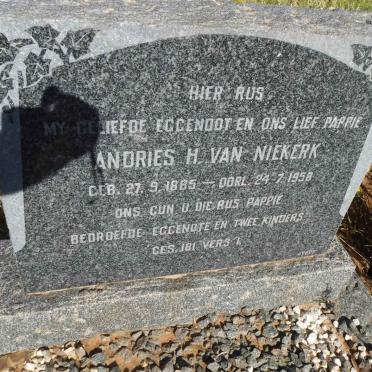 HIER RUS
MY GELIEFDE EGGENOOT EN ONS LIEF PAPPIE
ANDRIES H. VAN NIEKERK
GEB. 27. 9. 1885 — OORL. 24. 7. 1958
ONS GUN U DIE RUS PAPPIE
BEDROEFDE EGGENOTE EN TWEE KINDERS
GES. 181 VERS 1.